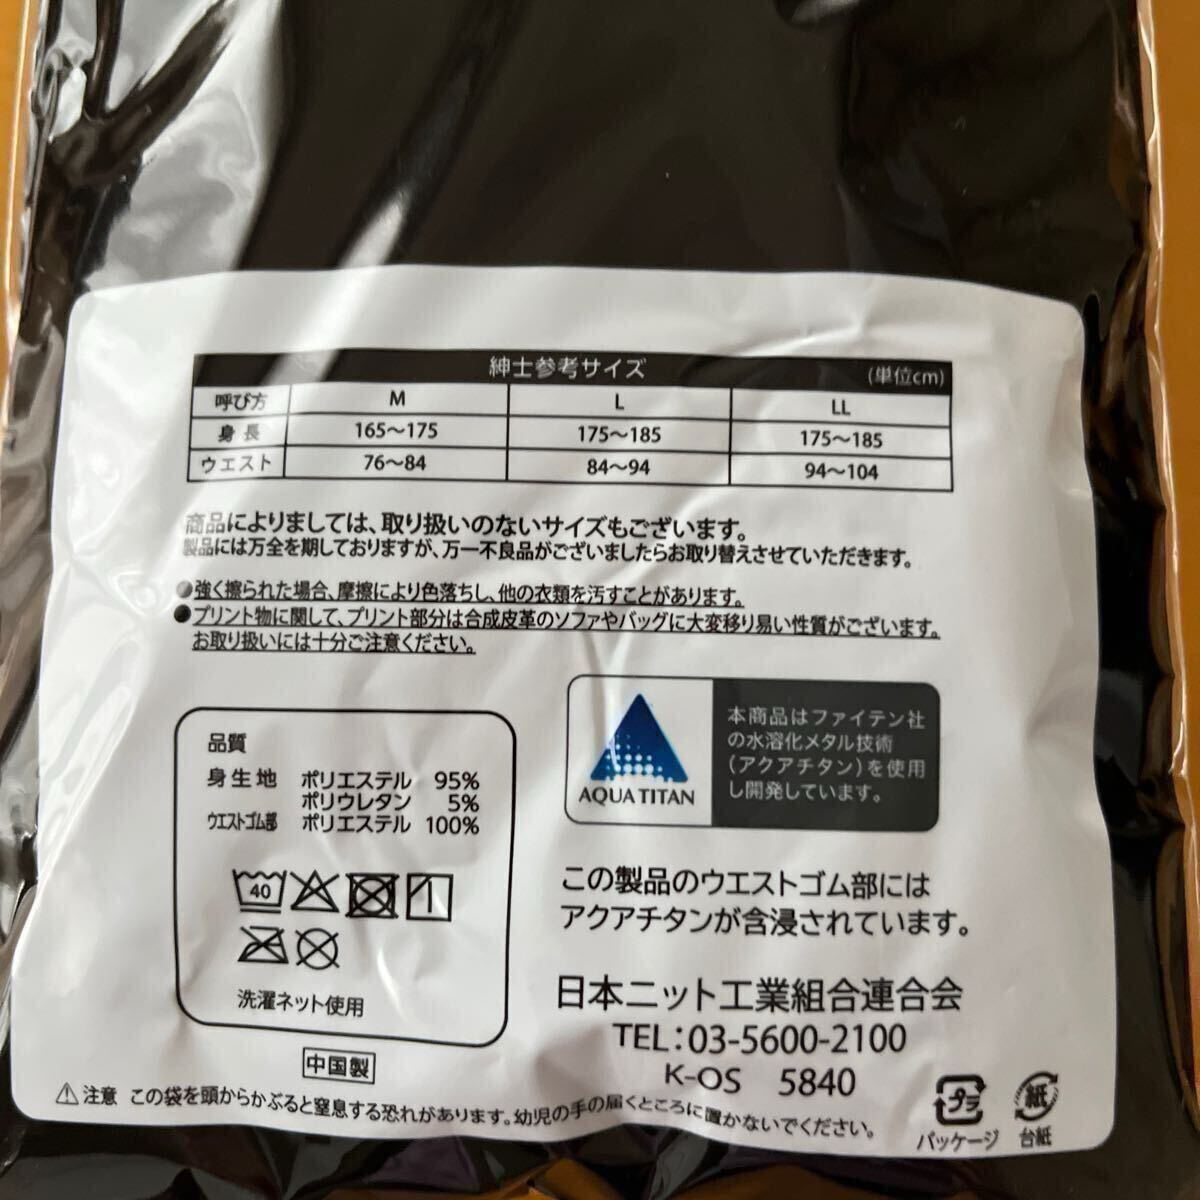 紳士参考サイズ (単位cm)
呼び方 M L LL
身長 165～175 175～185 175～185
ウエスト 76～84 84～94 94～104
商品によりましては、取り扱いのないサイズもございます。
製品には万全を期しておりますが、万一不良品がございましたらお取り替えさせていただきます。
●強く擦られた場合、摩擦により色落ちし、他の衣類を汚すことがあります。
●プリント物に関して、プリント部分は合成皮革のソファやバッグに大変移り易い性質がございます。
お取り扱いには十分ご注意ください。
品質
身生地 ポリエステル 95%
ポリウレタン 5%
ウエストゴム部 ポリエステル 100%
40
洗濯ネット使用
中国製
AQUA TITAN
本商品はファイテン社
の水溶化メタル技術
(アクアチタン)を使用
し開発しています。
この製品のウエストゴム部には
アクアチタンが含浸されています。
日本ニット工業組合連合会
TEL:03-5600-2100
K-OS 5840
⚠注意 この袋を頭からかぶると窒息する恐れがあります。幼児の手の届くところに置かないでください。
プラ
パッケージ
紙
台紙